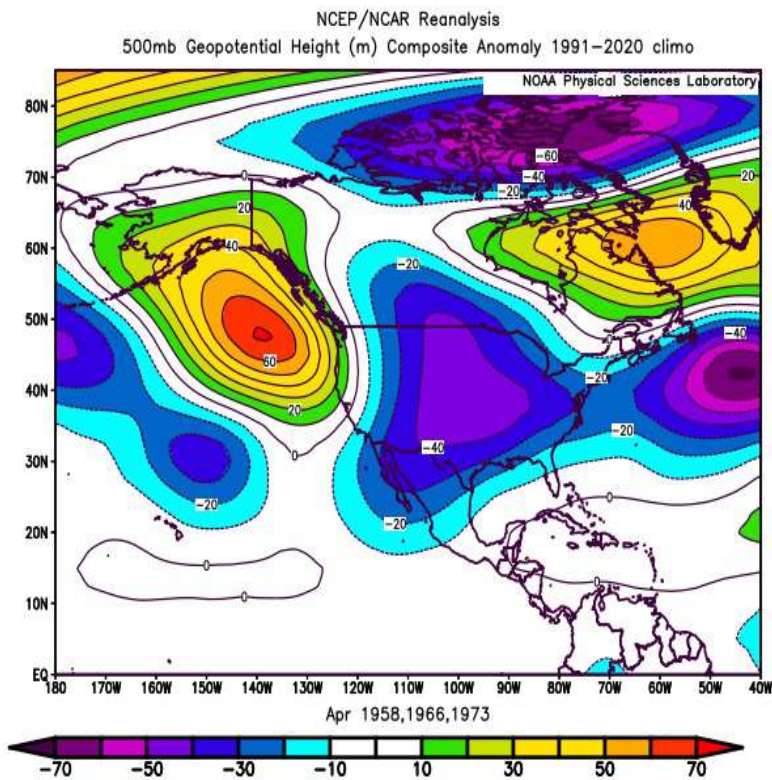 NCEP/NCAR Reanalysis
500mb Geopotential Height (m) Composite Anomaly 1991-2020 climo
NOAA Physical Sciences Laboratory
80N
70N
60N
50N
40N
30N
20N
10N
EQ
-60
-40
-20
0
20
20
40
40
-20
0
-40
60
-20
20
-20
0
-40
-20
-20
0
0
0
0
180 170W 160W 150W 140W 130W 120W 110W 100W 90W 80W 70W 60W 50W 40W
Apr 1958,1966,1973
-70 -50 -30 -10 10 30 50 70